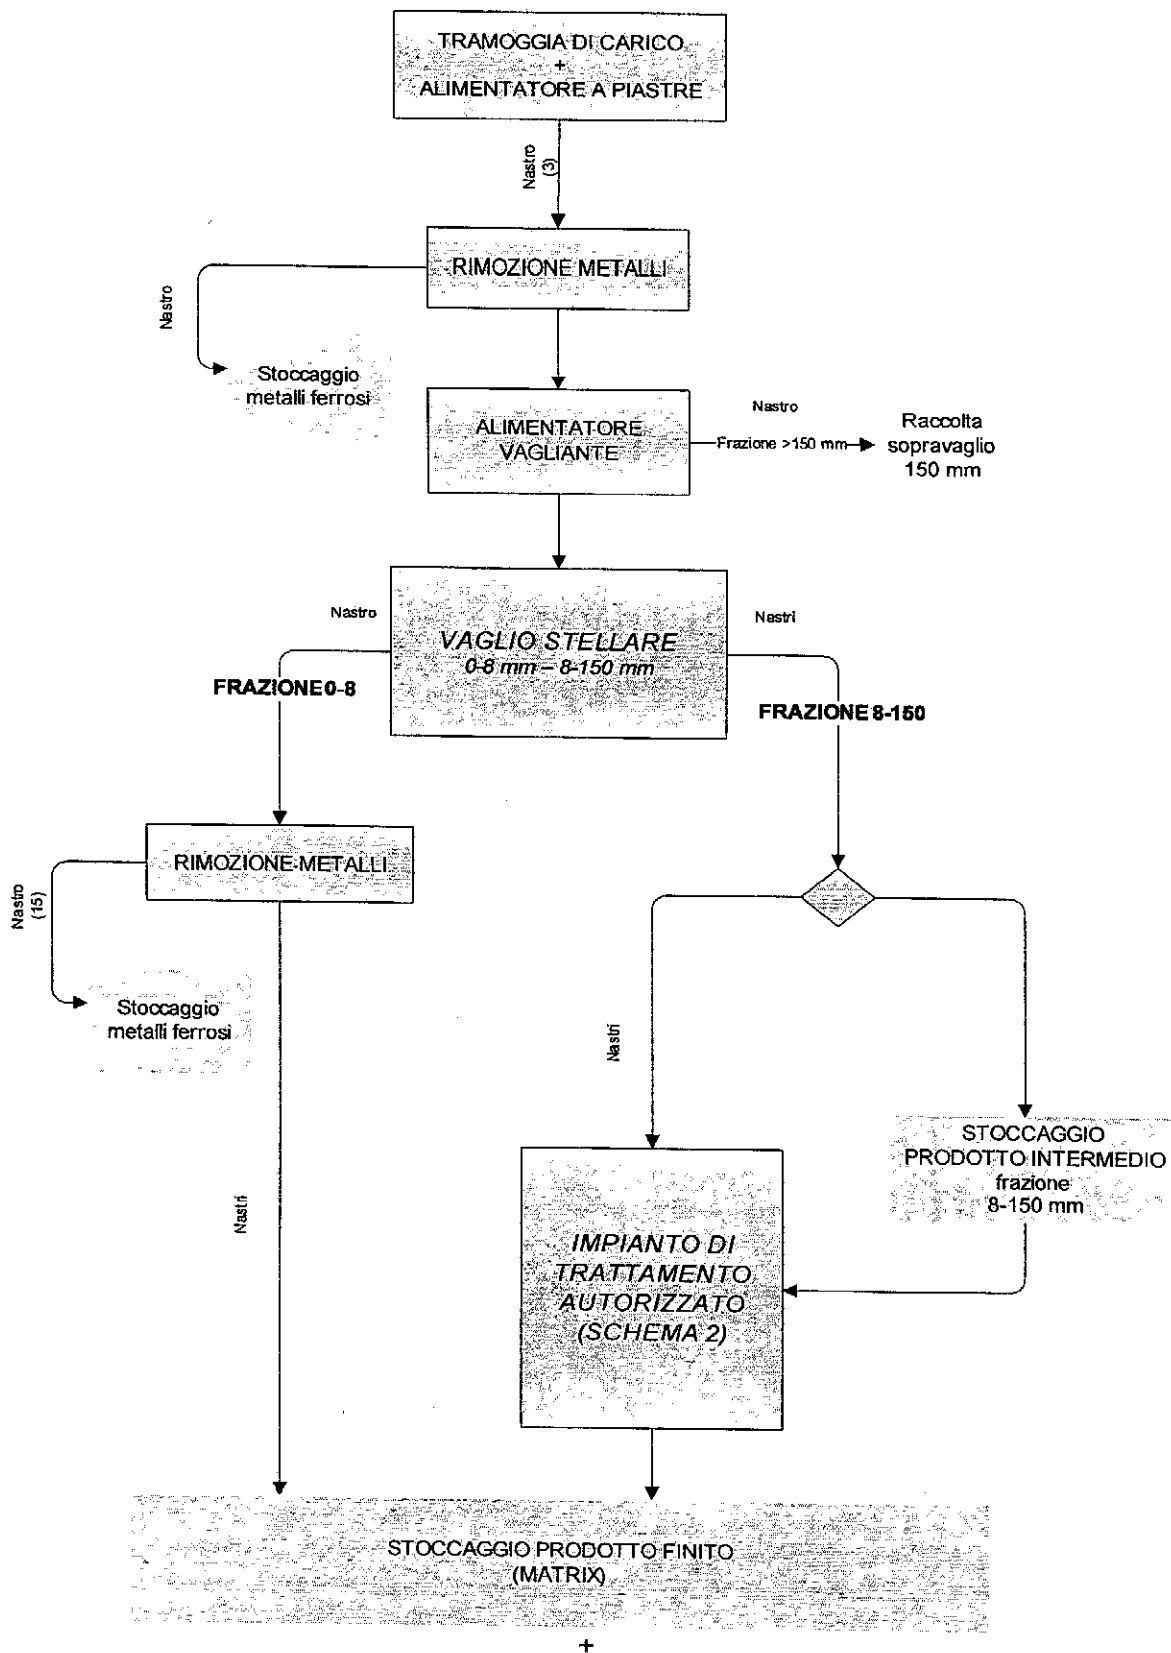 TRAMOGGIA DI CARICO
+
ALIMENTATORE A PIASTRE
Nastro
(3)
RIMOZIONE METALLI
Nastro
Stoccaggio
metalli ferrosi
ALIMENTATORE
VAGLIANTE
Nastro
Frazione >150 mm
Raccolta
sopravaglio
150 mm
Nastro
VAGLIO STELLARE
0-8 mm – 8-150 mm
Nastri
FRAZIONE 0-8
FRAZIONE 8-150
RIMOZIONE METALLI
Nastro
(15)
Stoccaggio
metalli ferrosi
Nastri
Nastri
STOCCAGGIO
PRODOTTO INTERMEDIO
frazione
8-150 mm
IMPIANTO DI
TRATTAMENTO
AUTORIZZATO
(SCHEMA 2)
STOCCAGGIO PRODOTTO FINITO
(MATRIX)
+